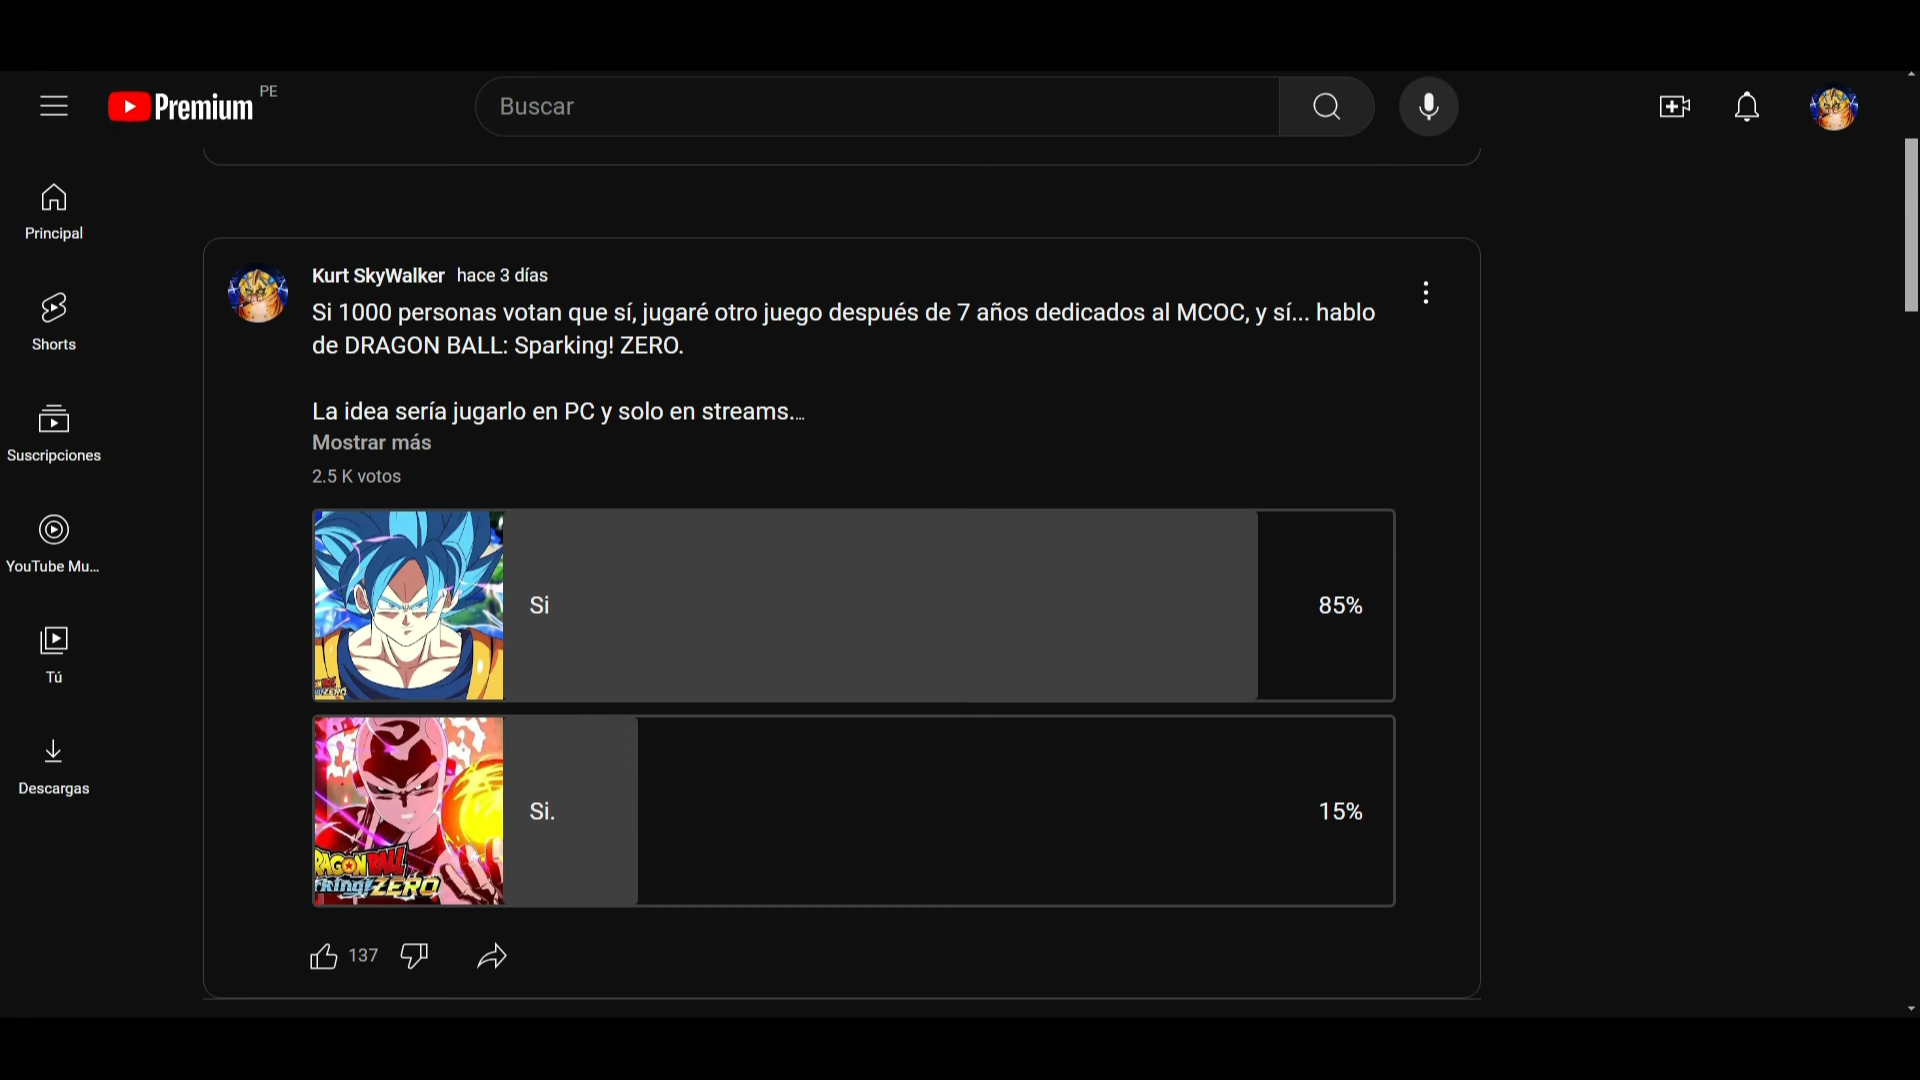 Premium PE
Buscar
Principal
Shorts
Suscripciones
YouTube Mu...
Tú
Descargas
Kurt SkyWalker hace 3 días
Si 1000 personas votan que sí, jugaré otro juego después de 7 años dedicados al MCOC, y sí... hablo
de DRAGON BALL: Sparking! ZERO.
La idea sería jugarlo en PC y solo en streams....
Mostrar más
2.5 K votos
Si
85%
DRAGON BALL
ZERO
Si.
15%
137